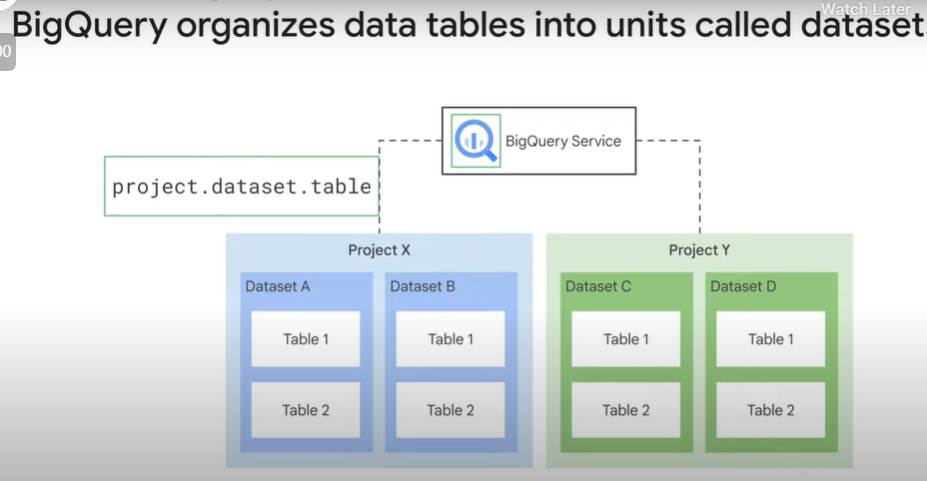 Watch Later
BigQuery organizes data tables into units called dataset
00
BigQuery Service
project.dataset.table
Project X
Project Y
Dataset A
Dataset B
Dataset C
Dataset D
Table 1
Table 1
Table 1
Table 1
Table 2
Table 2
Table 2
Table 2